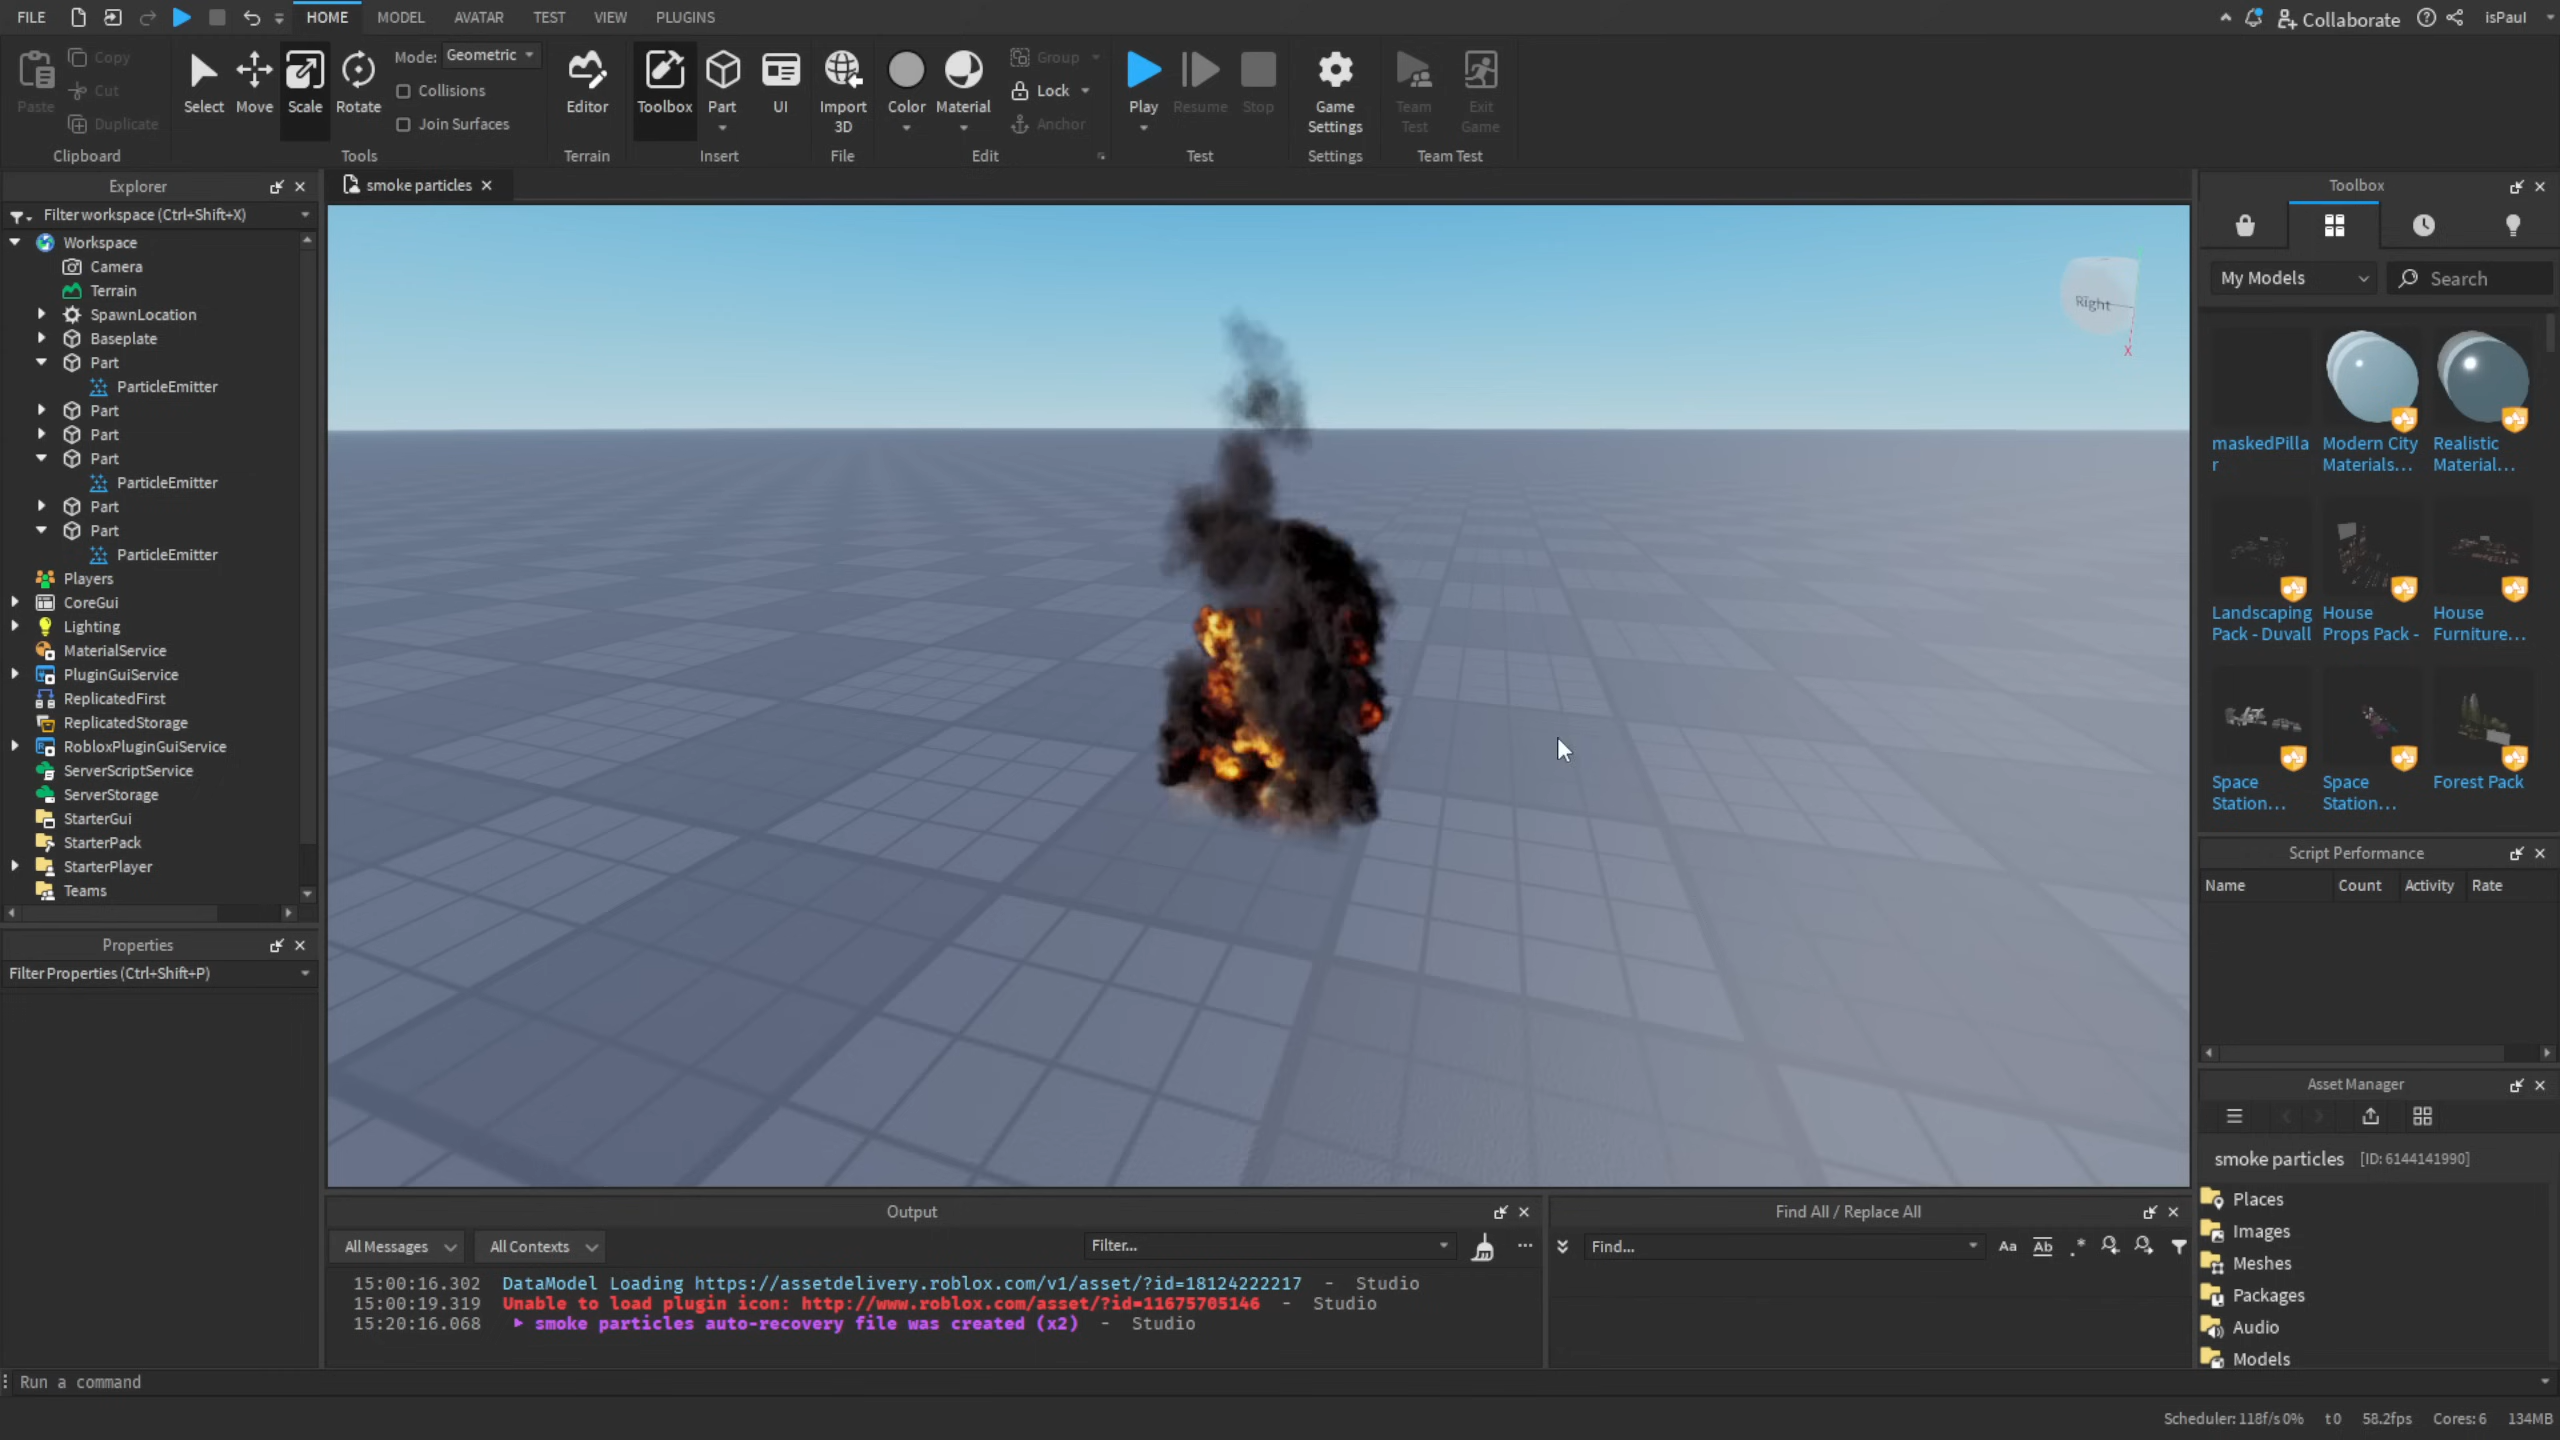 FILE
HOME
MODEL
AVATAR
TEST
VIEW
PLUGINS
Collaborate
isPaul
Paste
Copy
Cut
Duplicate
Clipboard
Select
Move
Scale
Rotate
Mode:
Geometric
Collisions
Join Surfaces
Tools
Editor
Terrain
Toolbox
Part
UI
Insert
Import
3D
File
Color
Material
Group
Lock
Anchor
Edit
Play
Resume
Stop
Test
Game
Settings
Settings
Team
Test
Exit
Game
Team Test
Explorer
Filter workspace (Ctrl+Shift+X)
Workspace
Camera
Terrain
SpawnLocation
Baseplate
Part
ParticleEmitter
Part
Part
Part
ParticleEmitter
Part
Part
ParticleEmitter
Players
CoreGui
Lighting
MaterialService
PluginGuiService
ReplicatedFirst
ReplicatedStorage
RobloxPluginGuiService
ServerScriptService
ServerStorage
StarterGui
StarterPack
StarterPlayer
Teams
Properties
Filter Properties (Ctrl+Shift+P)
smoke particles
Right
X
Toolbox
My Models
Search
maskedPilla
r
Modern City
Materials...
Realistic
Material...
Landscaping
Pack - Duvall
House
Props Pack -
House
Furniture...
Space
Station...
Space
Station...
Forest Pack
Script Performance
Name
Count
Activity
Rate
Asset Manager
smoke particles
[ID: 6144141990]
Places
Images
Meshes
Packages
Audio
Models
Output
All Messages
All Contexts
Filter...
15:00:16.302 DataModel Loading https://assetdelivery.roblox.com/v1/asset/?id=18124222217 - Studio
15:00:19.319 Unable to load plugin icon: http://www.roblox.com/asset/?id=11675705146 - Studio
15:20:16.068 smoke particles auto-recovery file was created (x2) - Studio
Find All / Replace All
Find...
Aa
Ab
.*
Run a command
Scheduler: 118f/s 0%
t 0
58.2fps
Cores: 6
134MB